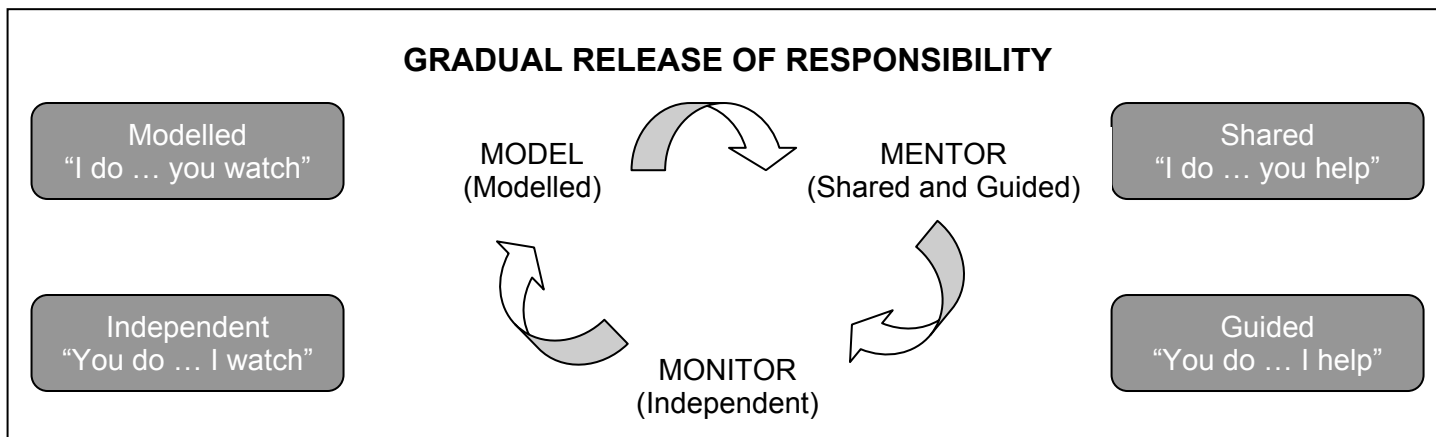 GRADUAL RELEASE OF RESPONSIBILITY
Modelled
“I do … you watch”
MODEL
(Modelled)
MENTOR
(Shared and Guided)
Shared
“I do … you help”
Independent
“You do … I watch”
MONITOR
(Independent)
Guided
“You do … I help”